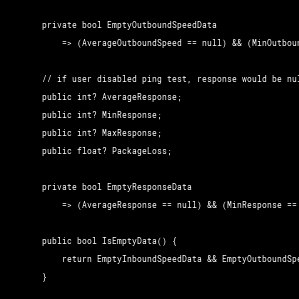 private bool EmptyOutboundSpeedData
=> (AverageOutboundSpeed == null) && (MinOutboun
// if user disabled ping test, response would be nul
public int? AverageResponse;
public int? MinResponse;
public int? MaxResponse;
public float? PackageLoss;
private bool EmptyResponseData
=> (AverageResponse == null) && (MinResponse ==
public bool IsEmptyData() {
return EmptyInboundSpeedData && EmptyOutboundSpe
}